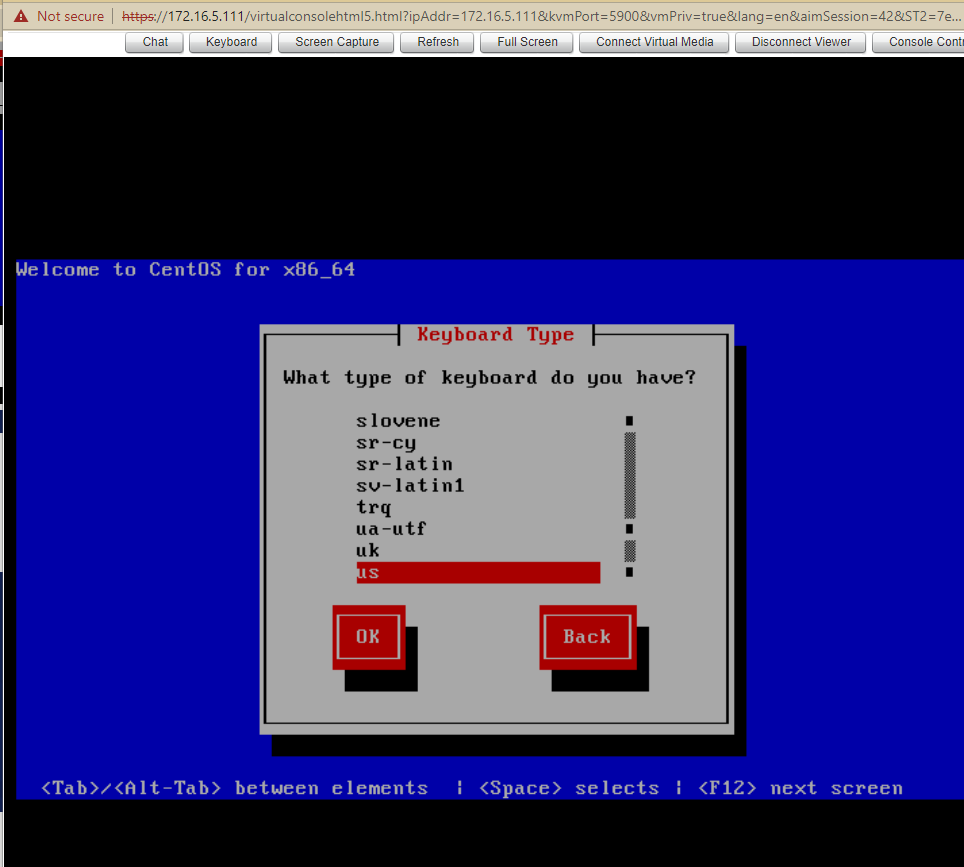 Not secure | https://172.16.5.111/virtualconsolehtml5.html?ipAddr=172.16.5.111&kvmPort=5900&vmPriv=true&lang=en&aimSession=42&ST2=7e...
Chat Keyboard Screen Capture Refresh Full Screen Connect Virtual Media Disconnect Viewer Console Contr
Welcome to CentOS for x86_64
Keyboard Type
What type of keyboard do you have?
slovene
sr-cy
sr-latin
sv-latin1
trq
ua-utf
uk
us
OK Back
<Tab>/<Alt-Tab> between elements | <Space> selects | <F12> next screen